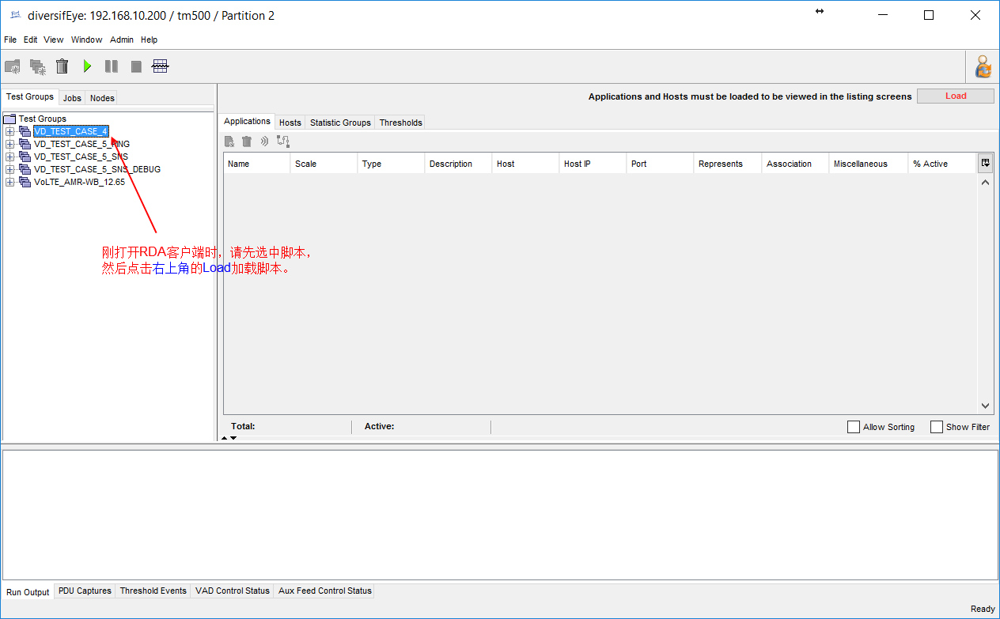 diversifEye: 192.168.10.200 / tm500 / Partition 2
File Edit View Window Admin Help
Test Groups Jobs Nodes
Applications and Hosts must be loaded to be viewed in the listing screens Load
Test Groups
VD_TEST_CASE_4
VD_TEST_CASE_5_PING
VD_TEST_CASE_5_SNS
VD_TEST_CASE_5_SNS_DEBUG
VoLTE_AMR-WB_12.65
Applications Hosts Statistic Groups Thresholds
Name Scale Type Description Host Host IP Port Represents Association Miscellaneous % Active
刚打开RDA客户端时，请先选中脚本，
然后点击右上角的Load加载脚本。
Total: Active: Allow Sorting Show Filter
Run Output PDU Captures Threshold Events VAD Control Status Aux Feed Control Status
Ready